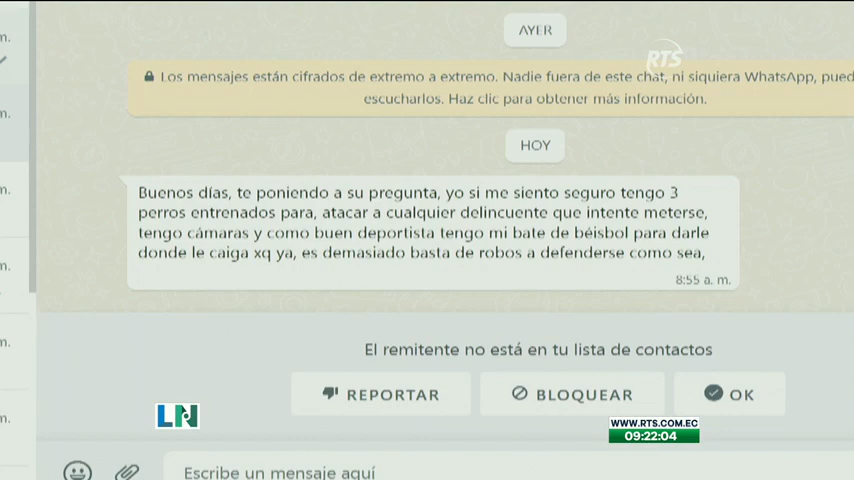 AYER
RTS
Los mensajes están cifrados de extremo a extremo. Nadie fuera de este chat, ni siquiera WhatsApp, pued
escucharlos. Haz clic para obtener más información.
HOY
Buenos días, te poniendo a su pregunta, yo si me siento seguro tengo 3
perros entrenados para, atacar a cualquier delincuente que intente meterse,
tengo cámaras y como buen deportista tengo mi bate de béisbol para darle
donde le caiga xq ya, es demasiado basta de robos a defenderse como sea,
8:55 a. m.
El remitente no está en tu lista de contactos
REPORTAR
BLOQUEAR
OK
LN
WWW.RTS.COM.EC
09:22:04
Escribe un mensaje aquí
m.
m.
m.
m.
m.
m.